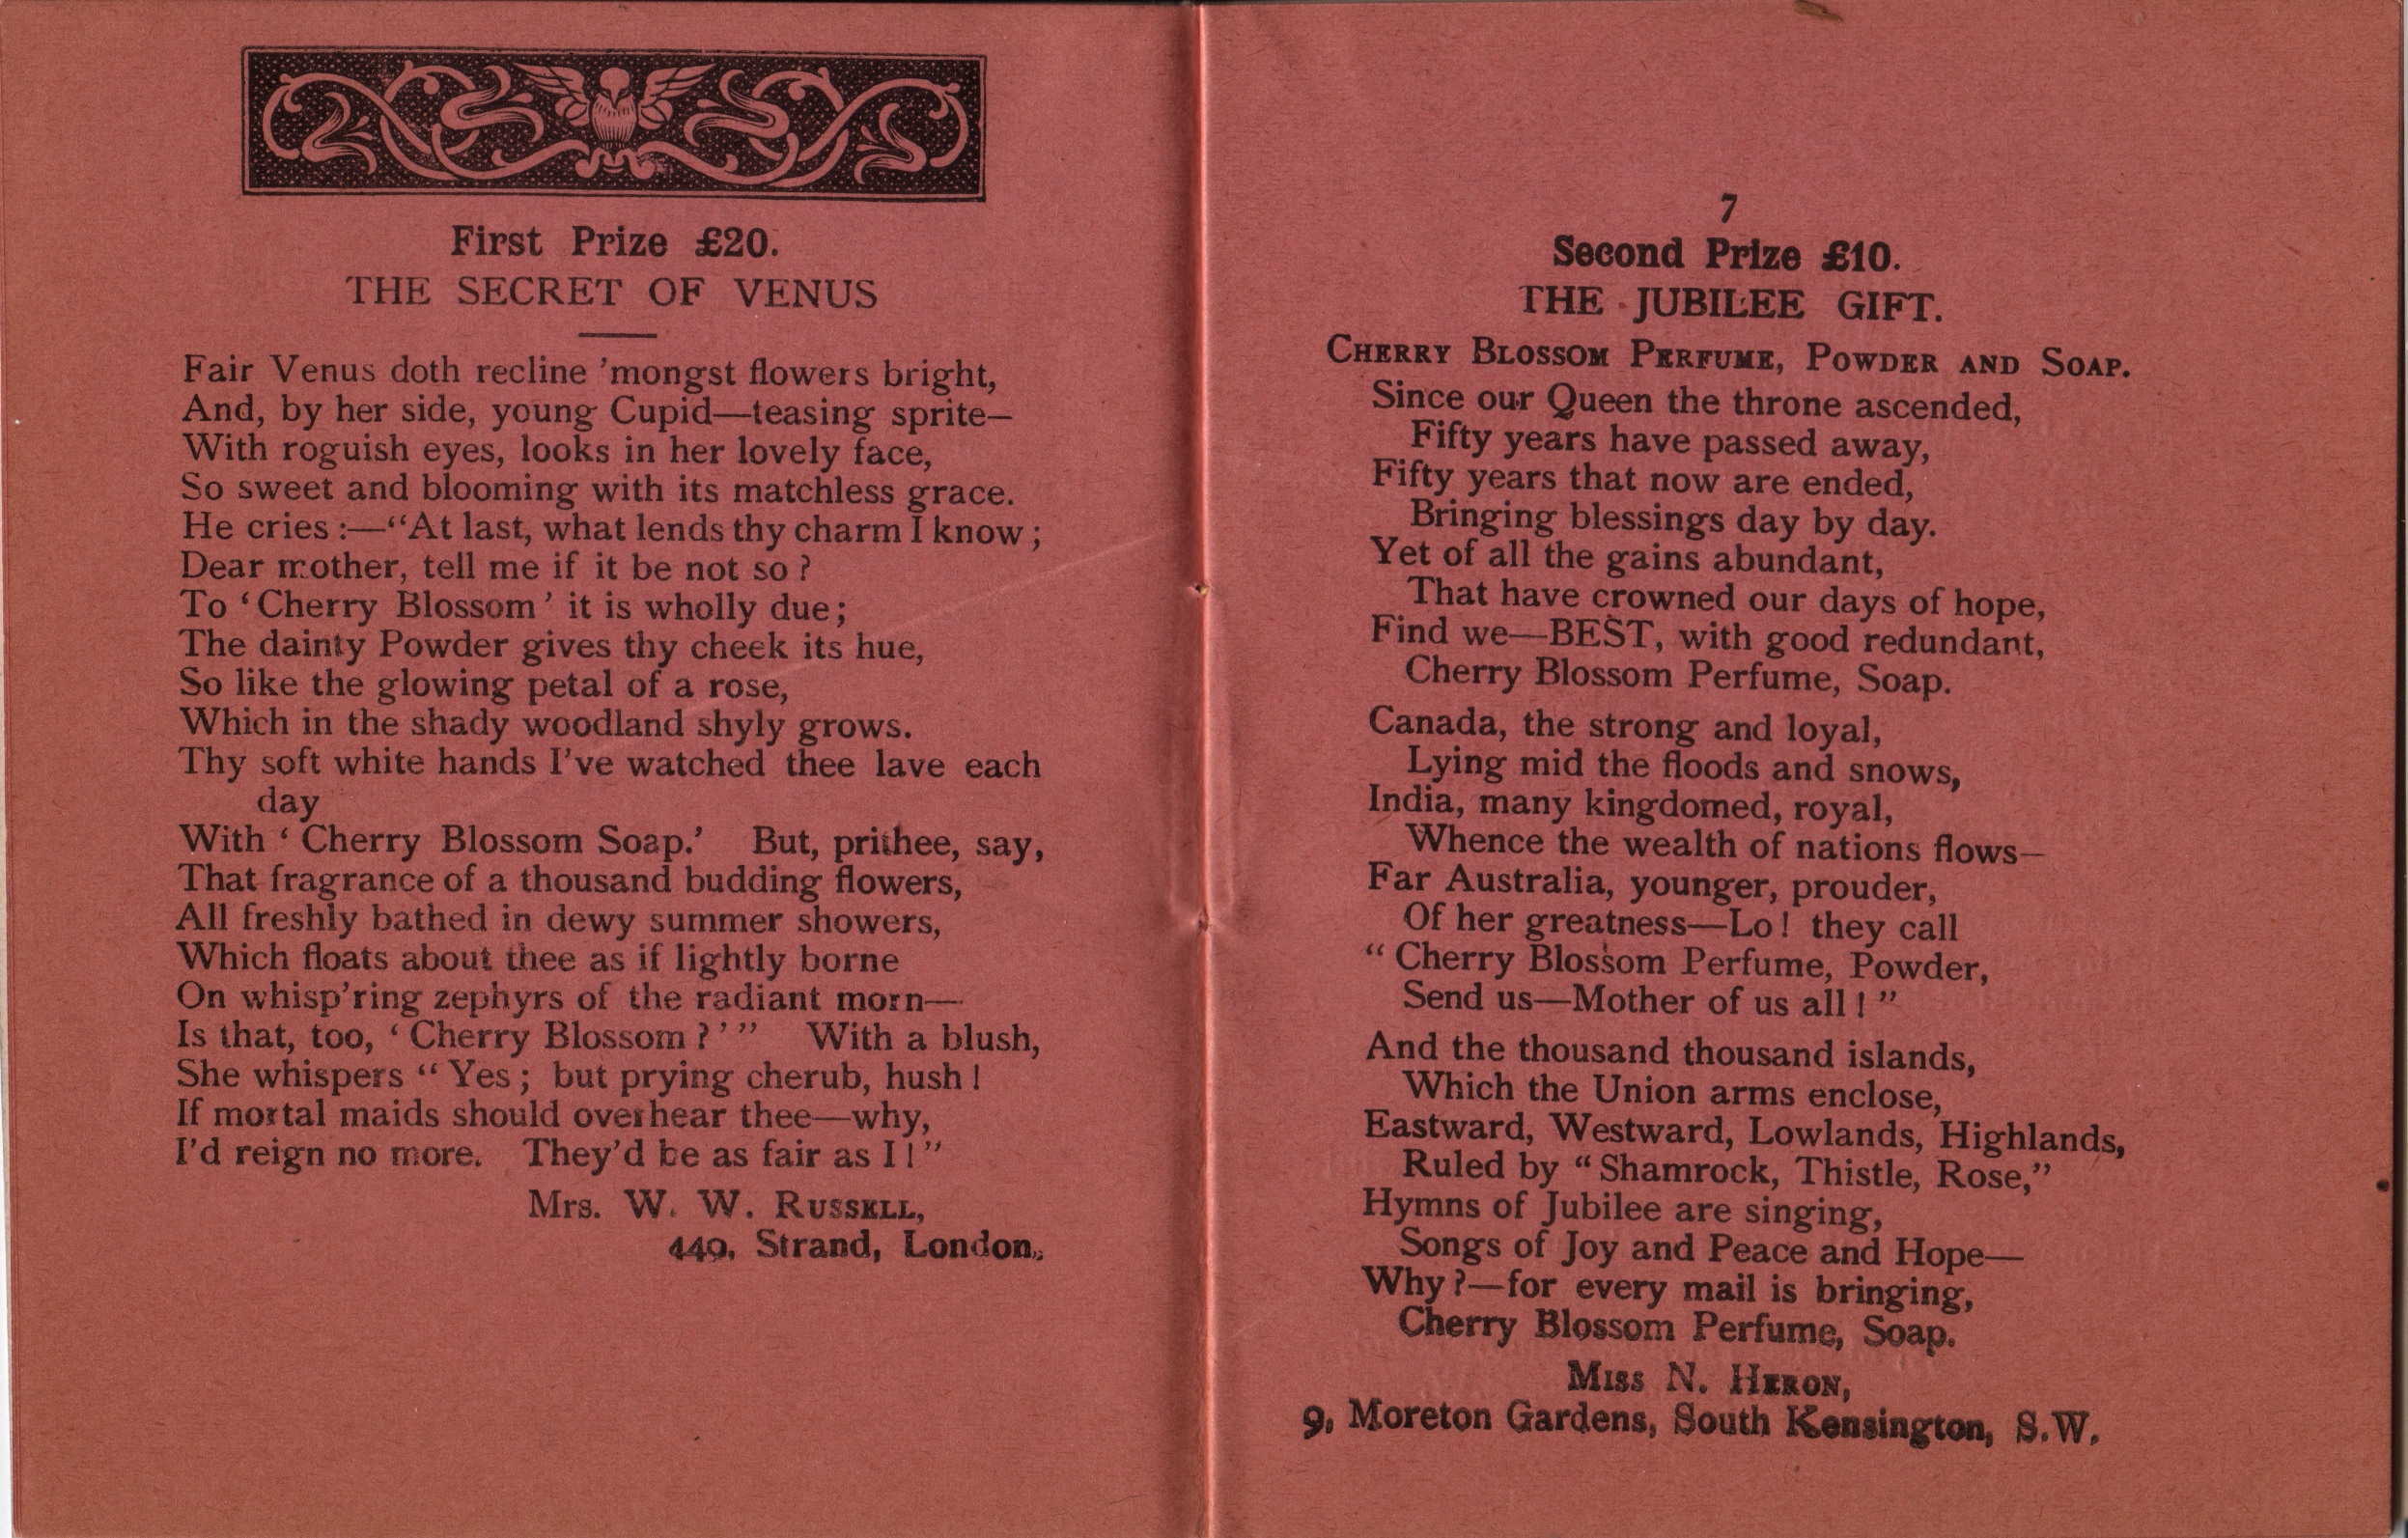 First Prize £20.
THE SECRET OF VENUS
Fair Venus doth recline 'mongst flowers bright,
And, by her side, young Cupid—teasing sprite—
With roguish eyes, looks in her lovely face,
So sweet and blooming with its matchless grace.
He cries :—“At last, what lends thy charm I know ;
Dear mother, tell me if it be not so ?
To ‘Cherry Blossom’ it is wholly due;
The dainty Powder gives thy cheek its hue,
So like the glowing petal of a rose,
Which in the shady woodland shyly grows.
Thy soft white hands I've watched thee lave each
day
With ‘ Cherry Blossom Soap.’ But, prithee, say,
That fragrance of a thousand budding flowers,
All freshly bathed in dewy summer showers,
Which floats about thee as if lightly borne
On whisp'ring zephyrs of the radiant morn—
Is that, too, ‘ Cherry Blossom ? ’ ” With a blush,
She whispers “ Yes ; but prying cherub, hush !
If mortal maids should overhear thee—why,
I'd reign no more. They'd be as fair as I ! ”
Mrs. W. W. RUSSELL,
449, Strand, London.
7
Second Prize £10.
THE JUBILEE GIFT.
CHERRY BLOSSOM PERFUME, POWDER AND SOAP.
Since our Queen the throne ascended,
Fifty years have passed away,
Fifty years that now are ended,
Bringing blessings day by day.
Yet of all the gains abundant,
That have crowned our days of hope,
Find we—BEST, with good redundant,
Cherry Blossom Perfume, Soap.
Canada, the strong and loyal,
Lying mid the floods and snows,
India, many kingdomed, royal,
Whence the wealth of nations flows—
Far Australia, younger, prouder,
Of her greatness—Lo! they call
“ Cherry Blossom Perfume, Powder,
Send us—Mother of us all ! ”
And the thousand thousand islands,
Which the Union arms enclose,
Eastward, Westward, Lowlands, Highlands,
Ruled by “ Shamrock, Thistle, Rose,”
Hymns of Jubilee are singing,
Songs of Joy and Peace and Hope—
Why ?—for every mail is bringing,
Cherry Blossom Perfume, Soap.
MISS N. HERON,
9, Moreton Gardens, South Kensington, S.W.